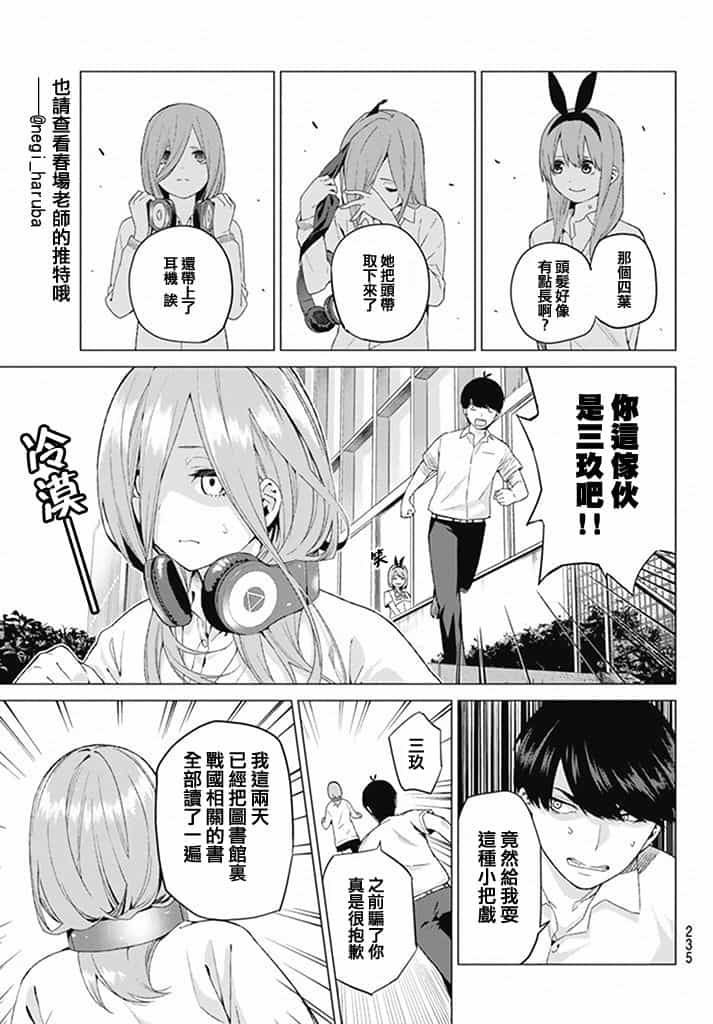 那個四葉
頭髮好像
有點長啊?
她把頭帶
取下來了
還帶上了
耳機 誒
也請查看春場老師的推特哦
——@negi_haruba
你這傢伙
是三玖吧!!
笑
冷漠——
竟然給我耍
這種小把戲
三玖
之前騙了你
真是很抱歉
我這兩天
已經把圖書館裏
戰國相關的書
全部讀了一遍
235